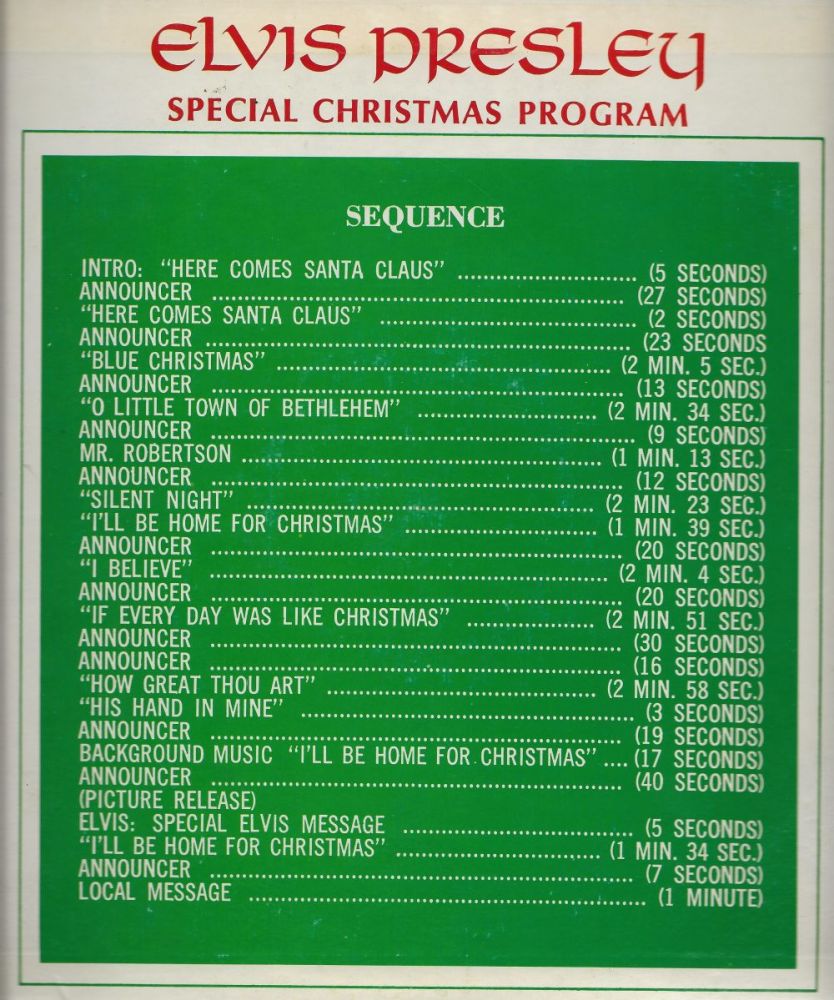 ELVIS PRESLEY
SPECIAL CHRISTMAS PROGRAM
SEQUENCE
INTRO: "HERE COMES SANTA CLAUS" ........................... (5 SECONDS)
ANNOUNCER ............................................................... (27 SECONDS)
"HERE COMES SANTA CLAUS" ....................................... (2 SECONDS)
ANNOUNCER ................................................................. (23 SECONDS
"BLUE CHRISTMAS" ................................................... (2 MIN. 5 SEC.)
ANNOUNCER ............................................................... (13 SECONDS)
"O LITTLE TOWN OF BETHLEHEM" ........................... (2 MIN. 34 SEC.)
ANNOUNCER ................................................................. (9 SECONDS)
MR. ROBERTSON ....................................................... (1 MIN. 13 SEC.)
ANNOUNCER ............................................................... (12 SECONDS)
"SILENT NIGHT" ..................................................... (2 MIN. 23 SEC.)
"I'LL BE HOME FOR CHRISTMAS" ............................. (1 MIN. 39 SEC.)
ANNOUNCER ............................................................... (20 SECONDS)
"I BELIEVE" ............................................................. (2 MIN. 4 SEC.)
ANNOUNCER ............................................................... (20 SECONDS)
"IF EVERY DAY WAS LIKE CHRISTMAS" ................... (2 MIN. 51 SEC.)
ANNOUNCER ............................................................... (30 SECONDS)
ANNOUNCER ............................................................... (16 SECONDS)
"HOW GREAT THOU ART" ......................................... (2 MIN. 58 SEC.)
"HIS HAND IN MINE" ................................................... (3 SECONDS)
ANNOUNCER ............................................................... (19 SECONDS)
BACKGROUND MUSIC "I'LL BE HOME FOR CHRISTMAS" .... (17 SECONDS)
ANNOUNCER ............................................................... (40 SECONDS)
(PICTURE RELEASE)
ELVIS: SPECIAL ELVIS MESSAGE ................................... (5 SECONDS)
"I'LL BE HOME FOR CHRISTMAS" ............................... (1 MIN. 34 SEC.)
ANNOUNCER ................................................................. (7 SECONDS)
LOCAL MESSAGE ............................................................. (1 MINUTE)